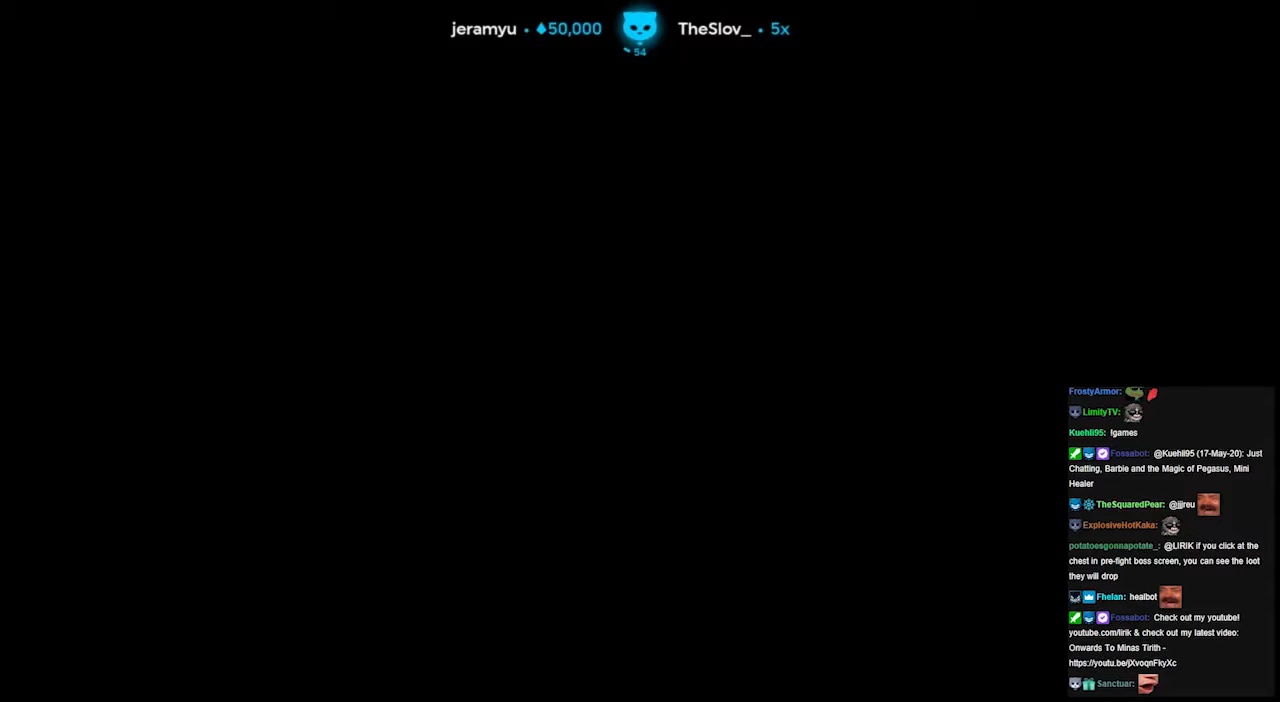 jeramyu • 50,000
54
TheSlov_ • 5x
FrostyArmor:
LimityTV:
Kuehli95: !games
Fossabot: @Kuehli95 (17-May-20): Just
Chatting, Barbie and the Magic of Pegasus, Mini
Healer
TheSquaredPear: @jjjreu
ExplosiveHotKaka:
potatoesgonnapotate_: @LIRIK if you click at the
chest in pre-fight boss screen, you can see the loot
they will drop
Fhelan: healbot
Fossabot: Check out my youtube!
youtube.com/lirik & check out my latest video:
Onwards To Minas Tirith -
https://youtu.be/jXvoqnFkyXc
Sanctuar: